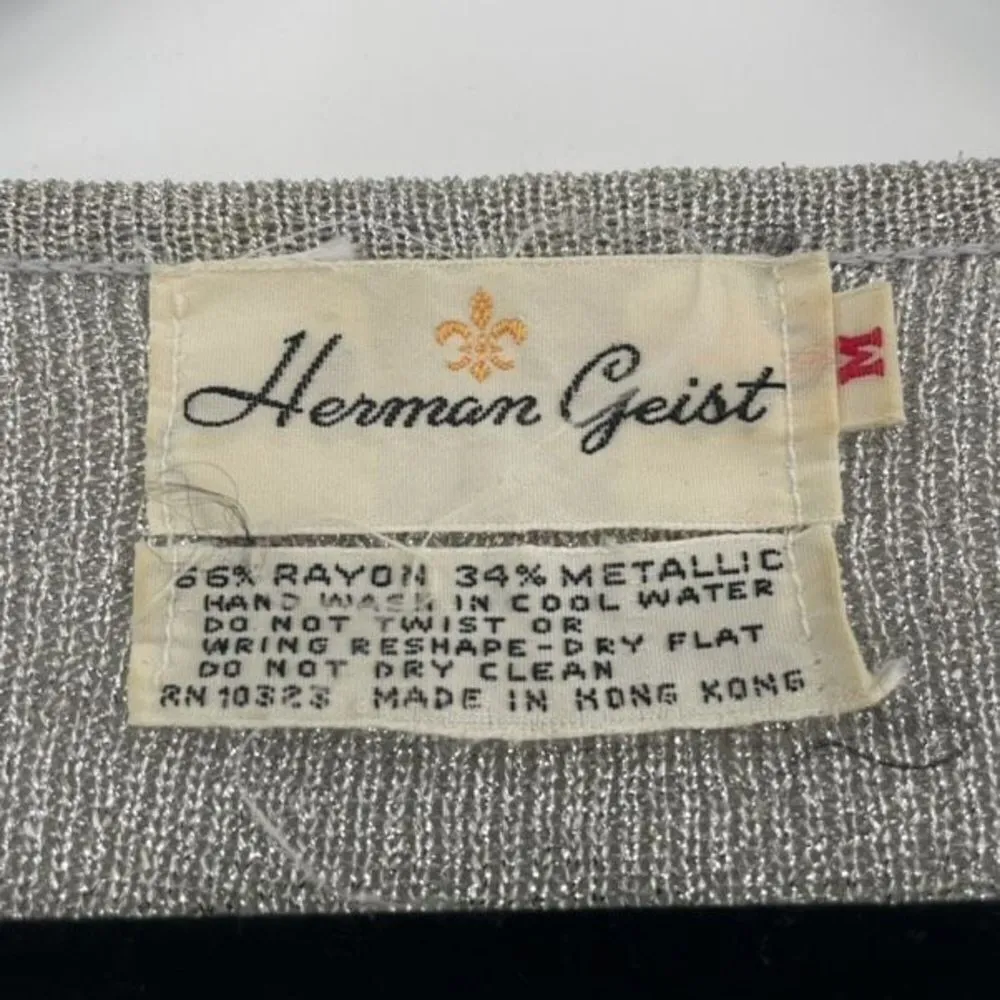 Herman Geist
M
66% RAYON 34% METALLIC
HAND WASH IN COOL WATER
DO NOT TWIST OR
WRING RESHAPE-DRY FLAT
DO NOT DRY CLEAN
RN 10323 MADE IN HONG KONG